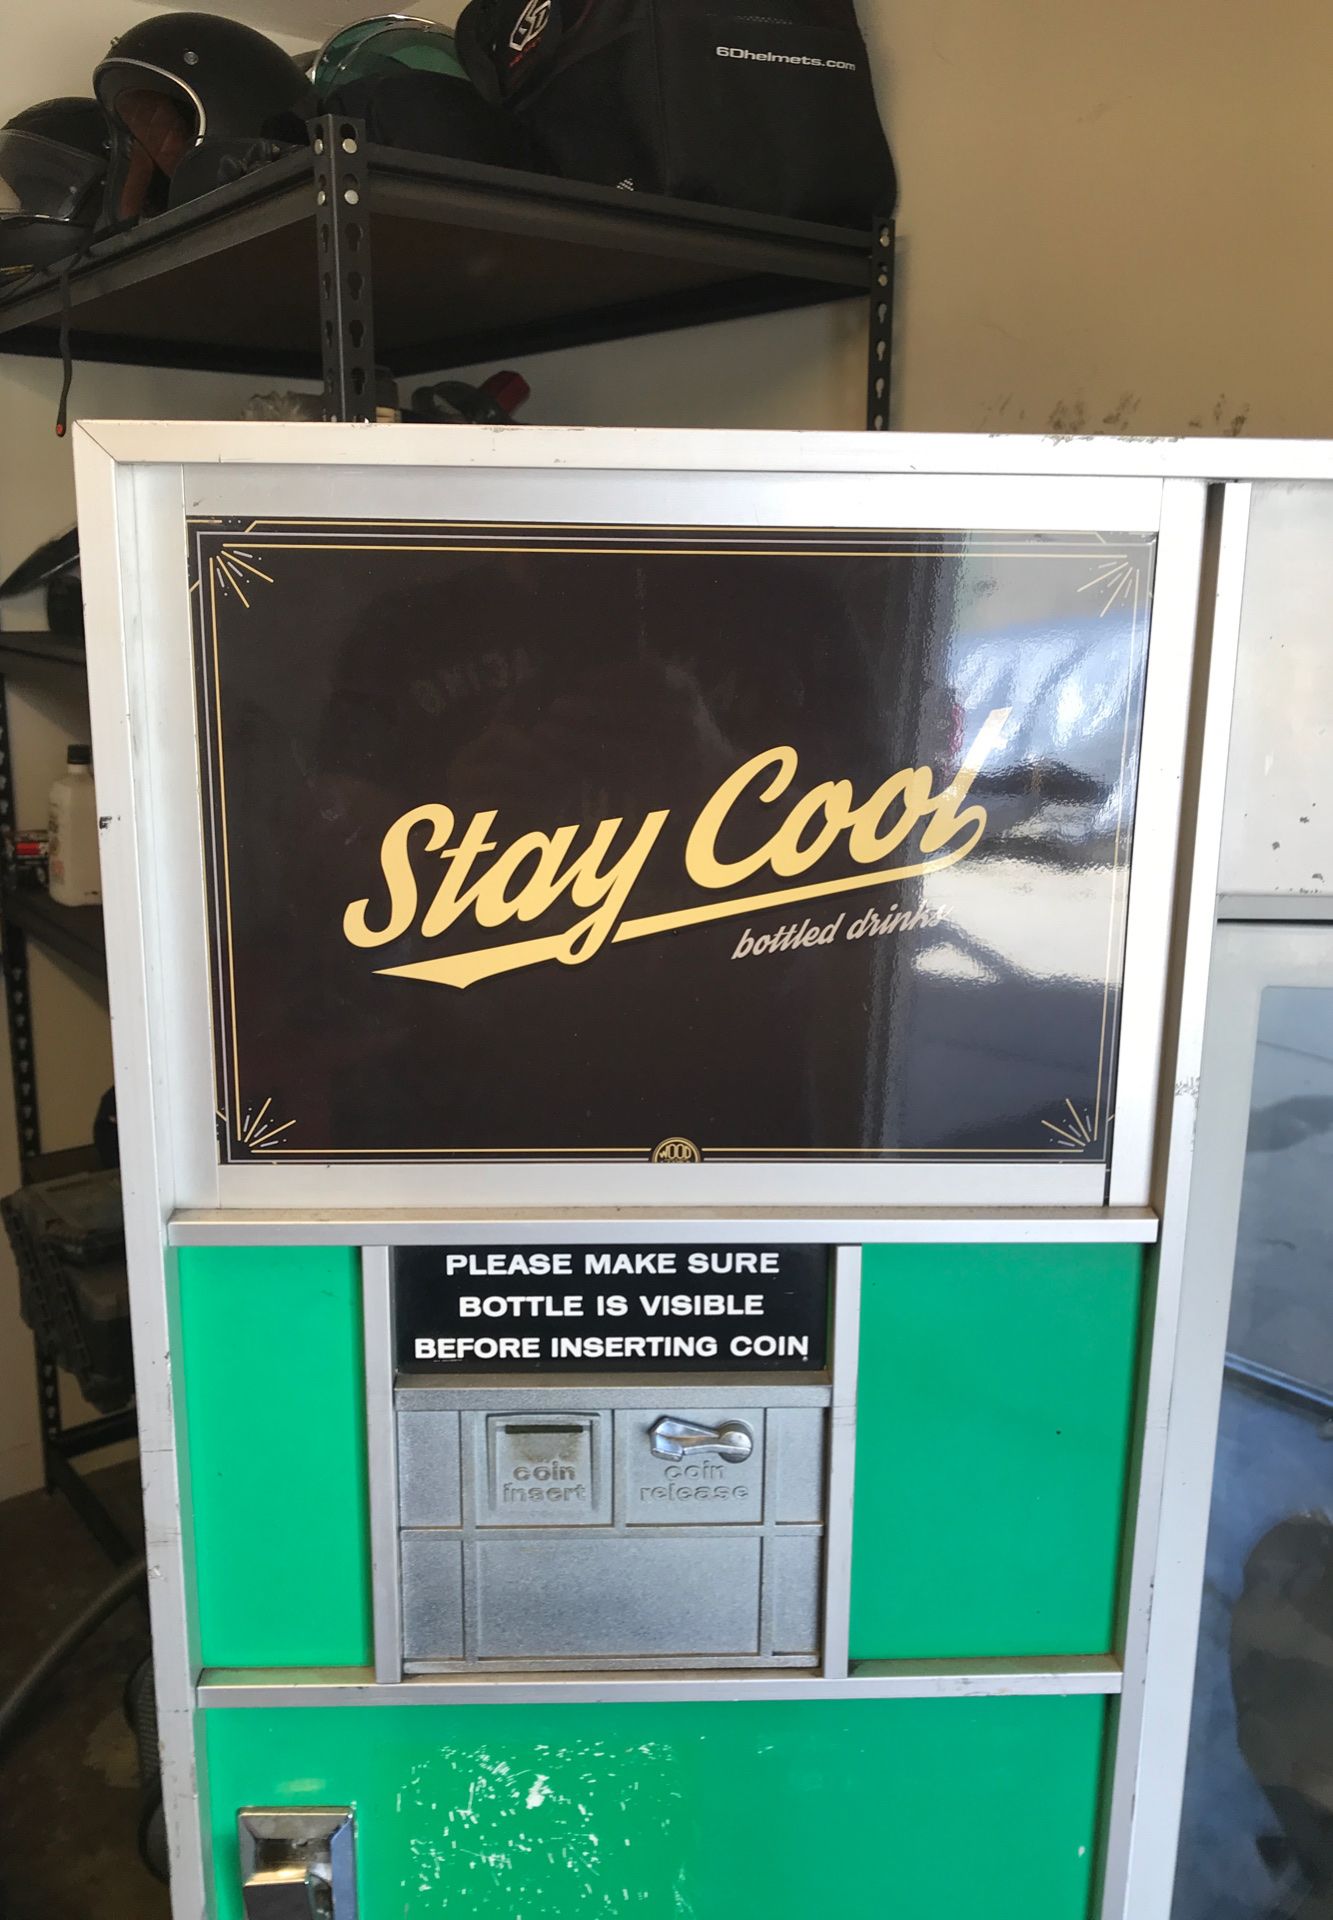 6Dhelmets.com
Stay Cool
bottled drinks
WOOD
PLEASE MAKE SURE
BOTTLE IS VISIBLE
BEFORE INSERTING COIN
coin
insert
coin
release